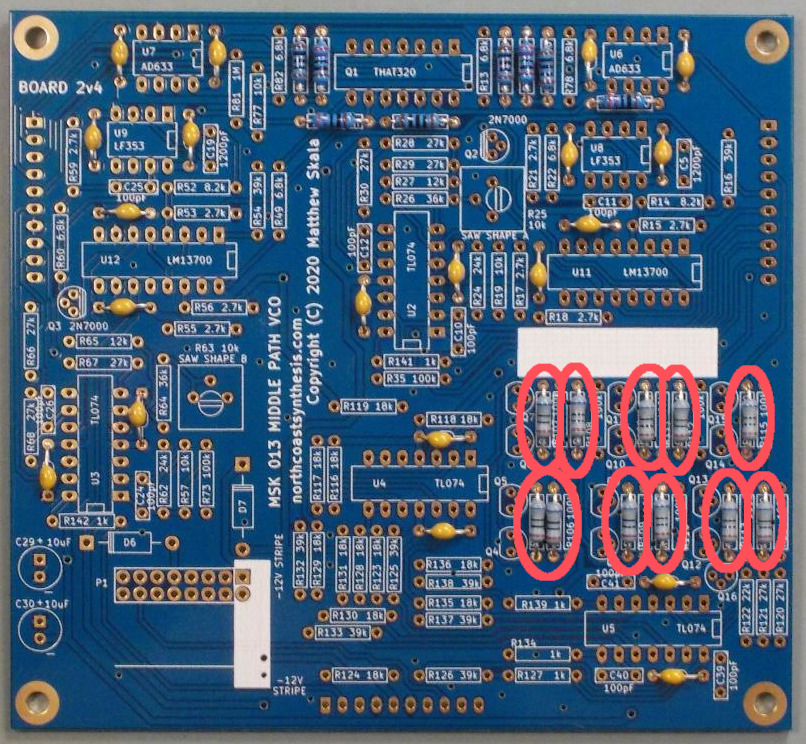 U7
AD633
BOARD 2v4
R81 1M
R77 10k
R82 6.8k
Q1 THAT320
R13 6.8k
R78 6.8k
U6
AD633
2N7000
Q2
U9
LF353
C19
1200pF
R59 2.7k
C25
100pF
R52 8.2k
R53 2.7k
R54 39k
R49 6.8k
R30 27k
R28 27k
R29 27k
R27 12k
R26 36k
R21 2.7k
R22 6.8k
U8
LF353
C5
1200pF
R16 39k
C11
100pF
R14 8.2k
R15 2.7k
R25
10k
SAW SHAPE A
R60 6.8k
U12 LM13700
100pF
C12
TL074
U2
R24 24k
R19 10k
R17 2.7k
U11 LM13700
Q3 2N7000
R56 2.7k
R55 2.7k
C10
100pF
R18 2.7k
R66 27k
R65 12k
R67 27k
R63 10k
SAW SHAPE B
R64 36k
R141 1k
R35 100k
MSK 013 MIDDLE PATH VCO
northcoastsynthesis.com
Copyright (C) 2020 Matthew Skala
R68 27k
100pF
C26
TL074
U3
R119 18k
R118 18k
R115 100k
Q10
Q14
R117 18k
R116 18k
U4 TL074
Q5
Q4
Q13
R106 100k
C24
100pF
R62 24k
R57 10k
R73 100k
D7
R142 1k
D6
C29+10uF
C30+10uF
P1
-12V STRIPE
R132 39k
R129 18k
R131 18k
R128 18k
R123 18k
R125 39k
R136 18k
R138 39k
R135 18k
R137 39k
R130 18k
R133 39k
R139 1k
C41
Q12
Q16
U5 TL074
R122 22k
R121 27k
R120 27k
R134
1k
R127 1k
C40
100pF
C39
100pF
-12V
STRIPE
R124 18k
R126 39k